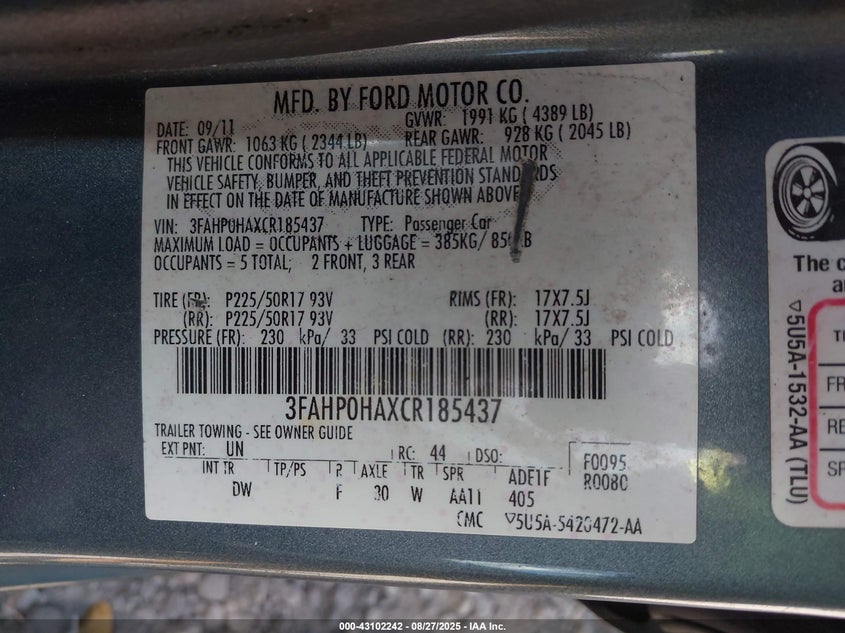 MFD. BY FORD MOTOR CO.
DATE: 09/11 GVWR: 1991 KG ( 4389 LB)
FRONT GAWR: 1063 KG ( 2344 LB) REAR GAWR: 928 KG ( 2045 LB)
THIS VEHICLE CONFORMS TO ALL APPLICABLE FEDERAL MOTOR
VEHICLE SAFETY, BUMPER, AND THEFT PREVENTION STANDARDS
IN EFFECT ON THE DATE OF MANUFACTURE SHOWN ABOVE
VIN: 3FAHP0HAXCR185437 TYPE: Passenger Car
MAXIMUM LOAD = OCCUPANTS + LUGGAGE = 385KG/
OCCUPANTS = 5 TOTAL; 2 FRONT, 3 REAR
TIRE (FR): P225/50R17 93V RIMS (FR): 17X7.5J
(RR): P225/50R17 93V (RR): 17X7.5J
PRESSURE (FR): 230 kPa/ 33 PSI COLD (RR): 230 kPa/ 33 PSI COLD
3FAHP0HAXCR185437
TRAILER TOWING - SEE OWNER GUIDE
EXT PNT: UN RC: 44 DSO: F0095
INT TR TP/PS R AXLE TR SPR ADE1F R0080
DW F 30 W AA11 405
CMC ▽5U5A-5420472-AA
The c
▽5U5A-1532-AA (TLU)
000-43102242 | 08/27/2025 | © IAA Inc.